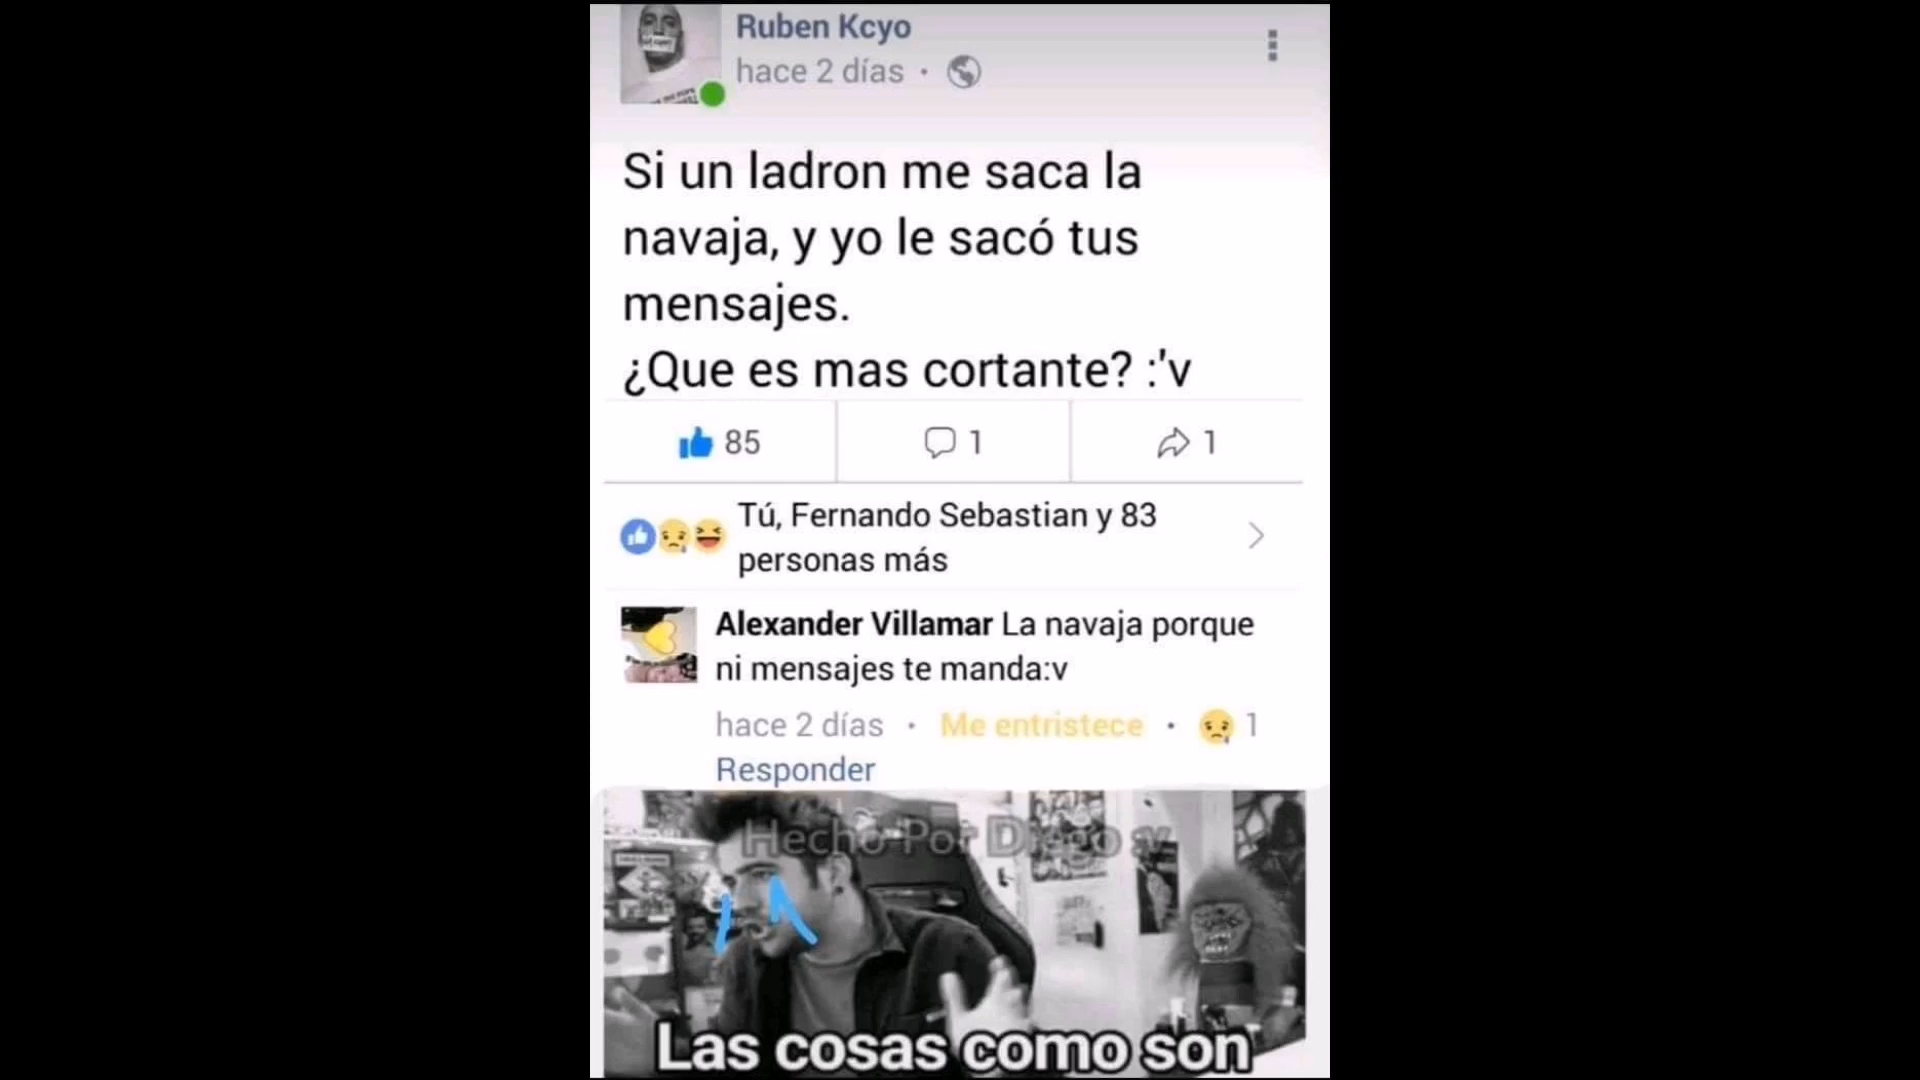 Ruben Kcyo
hace 2 días ·
Si un ladron me saca la
navaja, y yo le sacó tus
mensajes.
¿Que es mas cortante? :'v
85
1
1
Tú, Fernando Sebastian y 83
personas más
Alexander Villamar La navaja porque
ni mensajes te manda:v
hace 2 días · Me entristece · 1
Responder
Hecho Por Diego :v
Las cosas como son